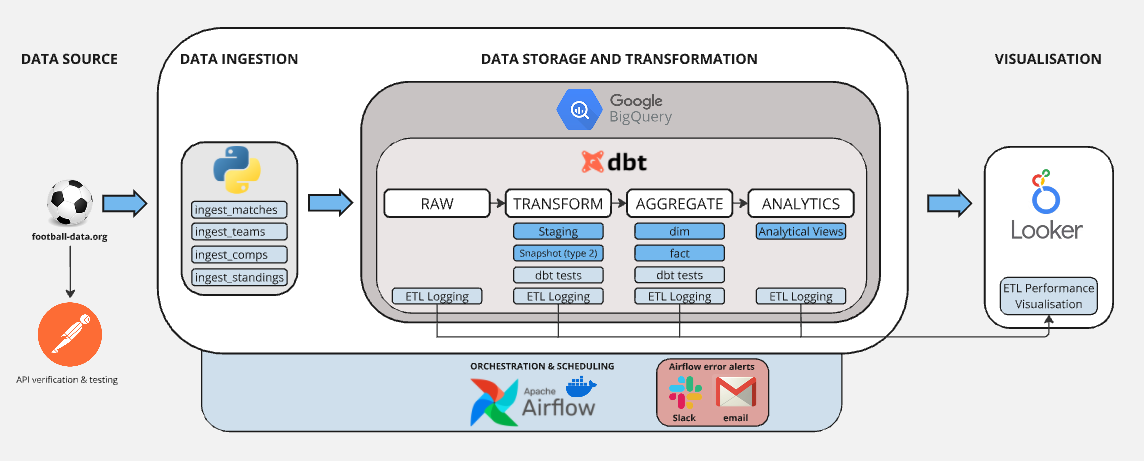 DATA SOURCE
DATA INGESTION
DATA STORAGE AND TRANSFORMATION
VISUALISATION
Google
BigQuery
dbt
football-data.org
API verification & testing
ingest_matches
ingest_teams
ingest_comps
ingest_standings
RAW
TRANSFORM
AGGREGATE
ANALYTICS
Staging
dim
Analytical Views
Snapshot (type 2)
fact
dbt tests
dbt tests
ETL Logging
ETL Logging
ETL Logging
ETL Logging
Looker
ETL Performance
Visualisation
ORCHESTRATION & SCHEDULING
Apache
Airflow
Airflow error alerts
Slack
email